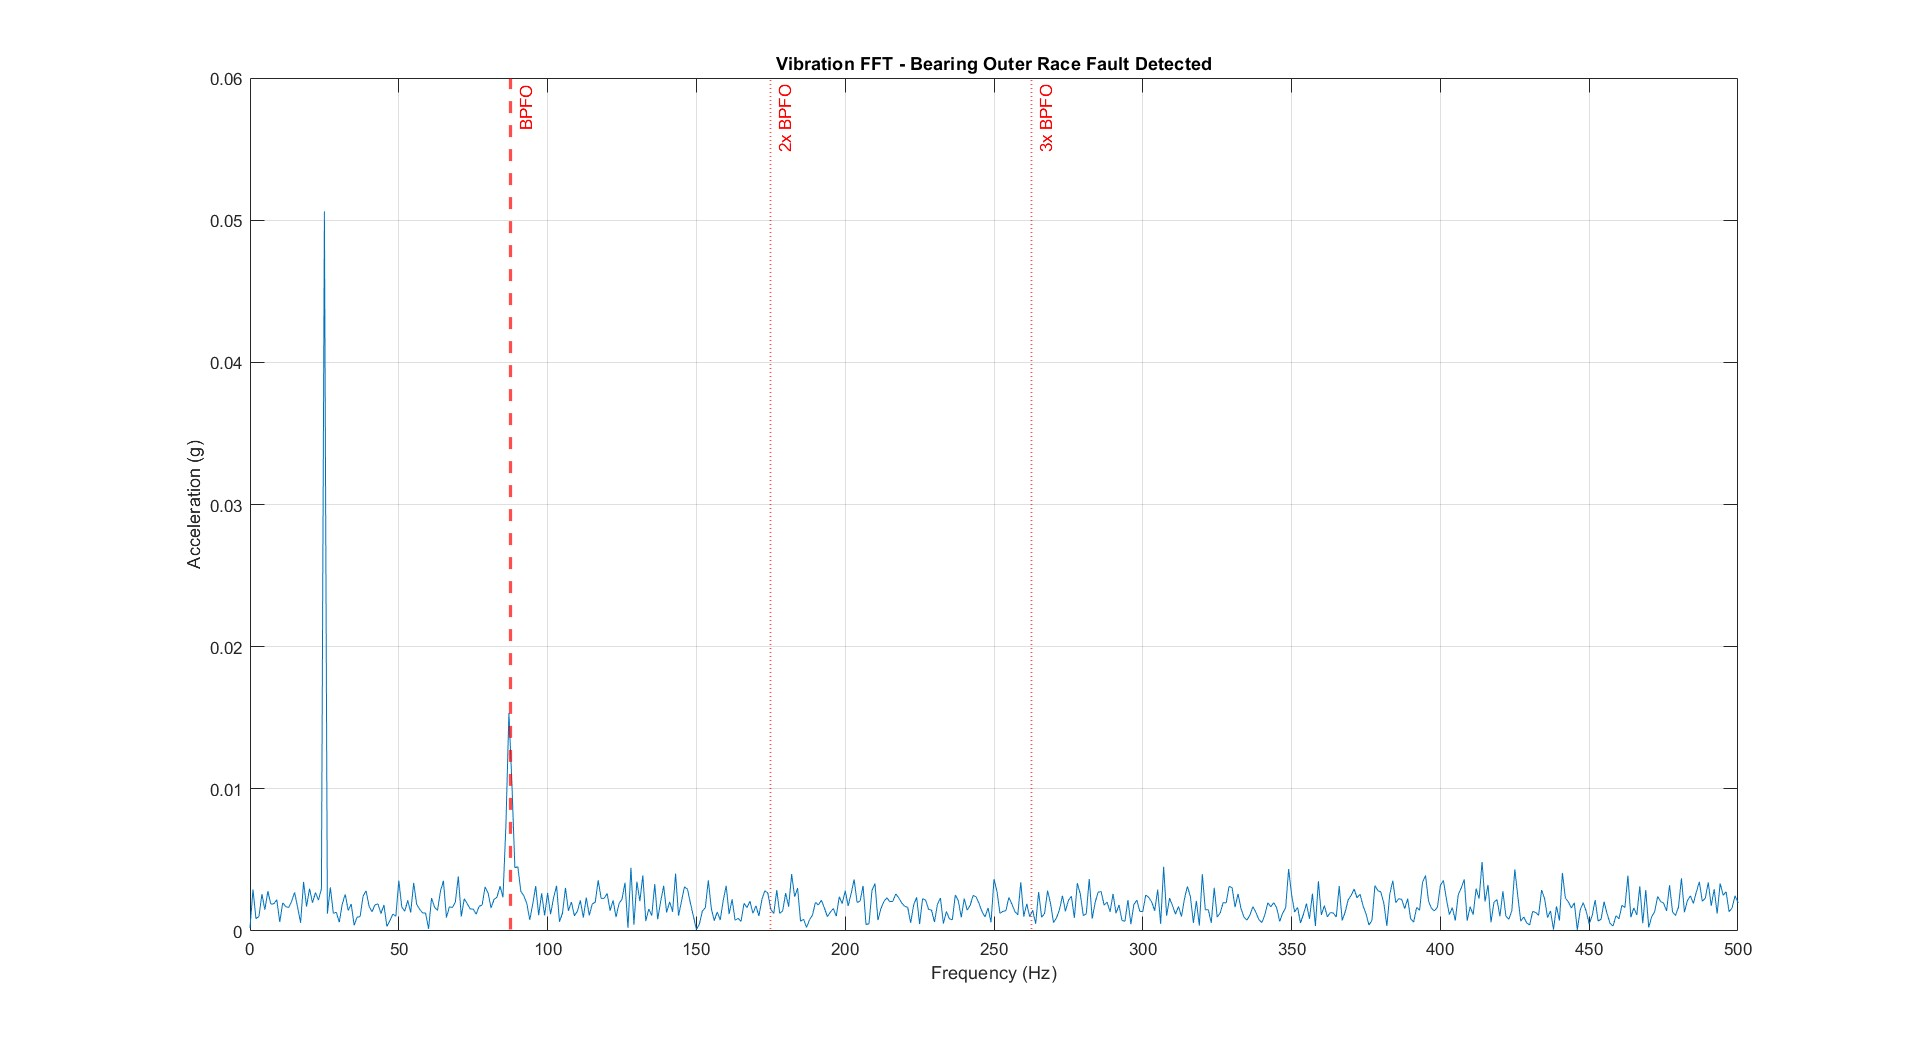 Vibration FFT - Bearing Outer Race Fault Detected
0.06
0.05
0.04
0.03
0.02
0.01
0
Acceleration (g)
BPFO
2x BPFO
3x BPFO
0 50 100 150 200 250 300 350 400 450 500
Frequency (Hz)